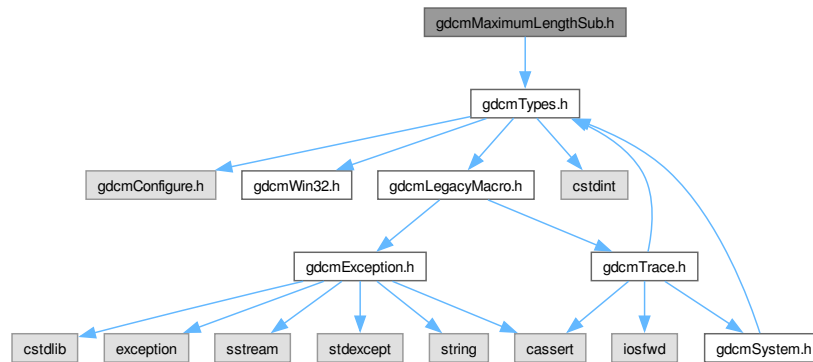 gdcmMaximumLengthSub.h
gdcmTypes.h
gdcmConfigure.h
gdcmWin32.h
gdcmLegacyMacro.h
cstdint
gdcmException.h
gdcmTrace.h
cstdlib
exception
sstream
stdexcept
string
cassert
iosfwd
gdcmSystem.h